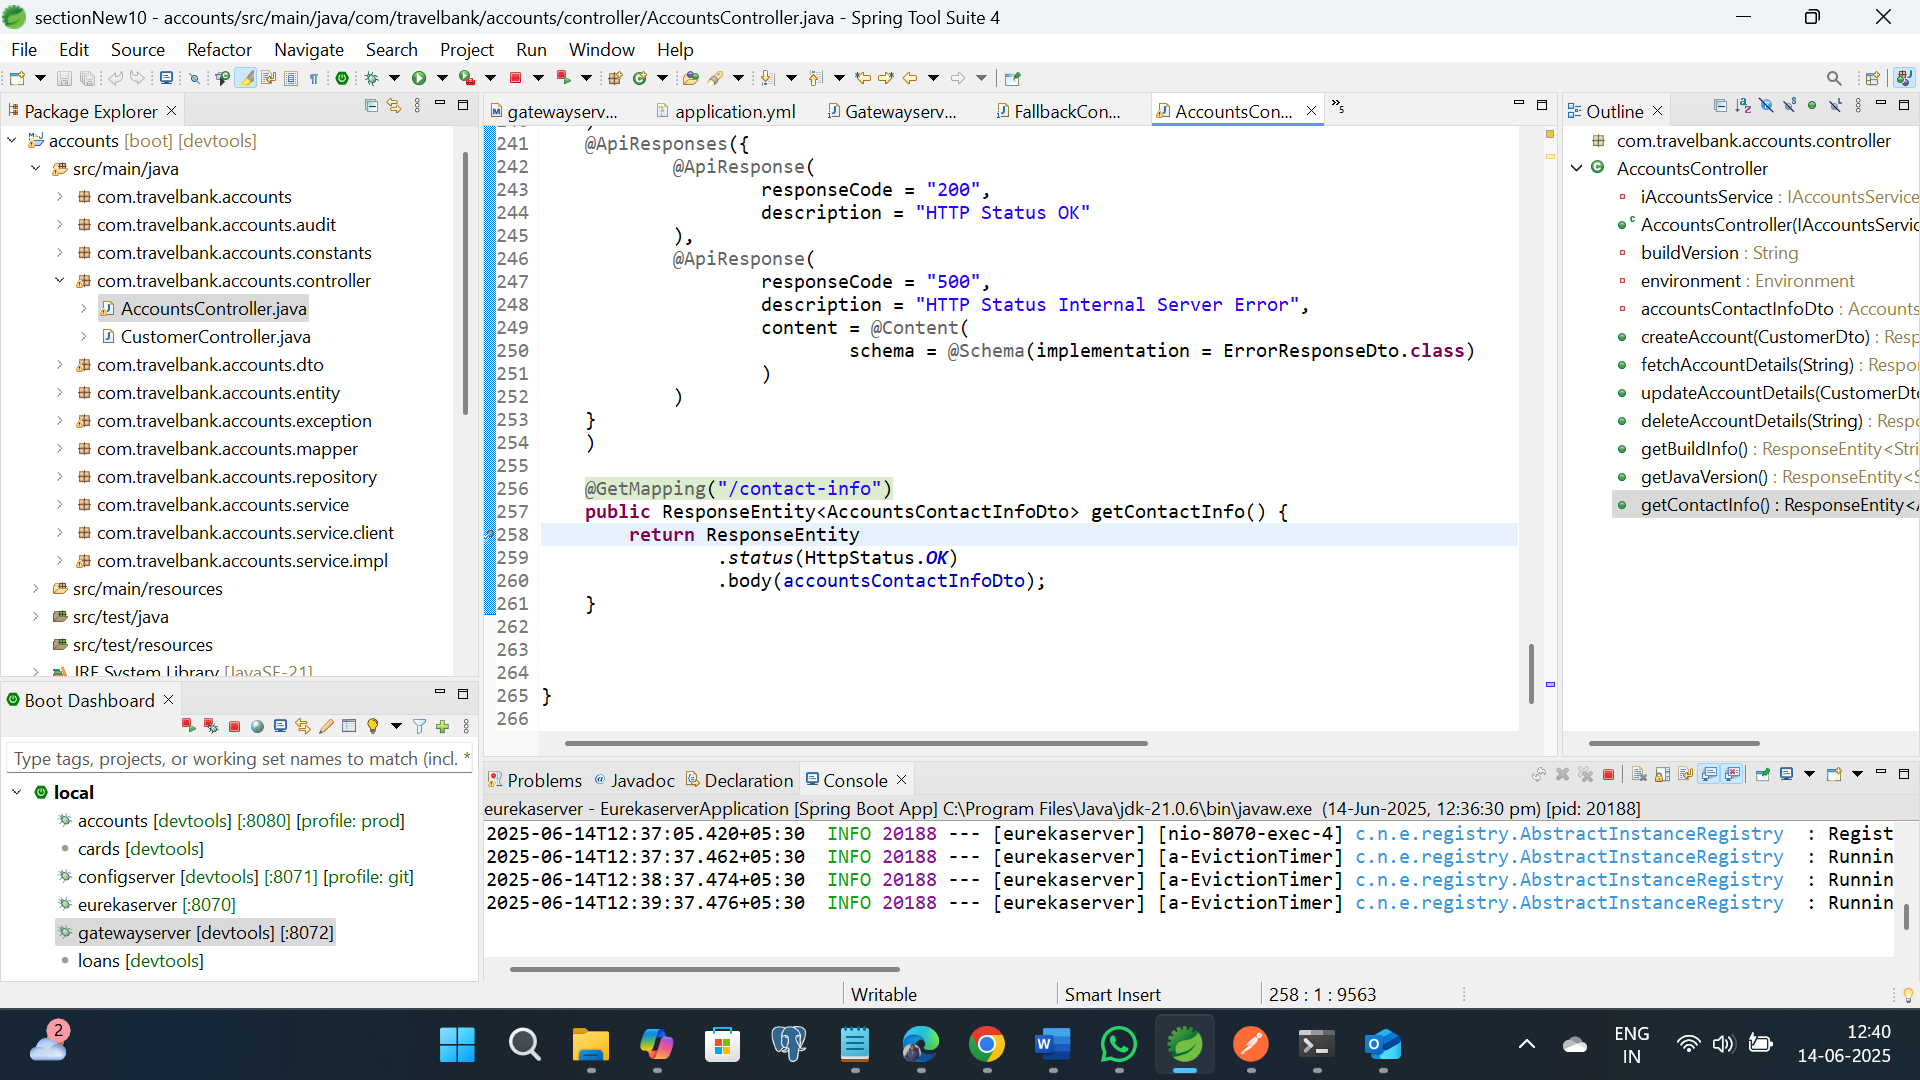 sectionNew10 - accounts/src/main/java/com/travelbank/accounts/controller/AccountsController.java - Spring Tool Suite 4
File Edit Source Refactor Navigate Search Project Run Window Help
Package Explorer
accounts [boot] [devtools]
src/main/java
com.travelbank.accounts
com.travelbank.accounts.audit
com.travelbank.accounts.constants
com.travelbank.accounts.controller
AccountsController.java
CustomerController.java
com.travelbank.accounts.dto
com.travelbank.accounts.entity
com.travelbank.accounts.exception
com.travelbank.accounts.mapper
com.travelbank.accounts.repository
com.travelbank.accounts.service
com.travelbank.accounts.service.client
com.travelbank.accounts.service.impl
src/main/resources
src/test/java
src/test/resources
JRE System Library [JavaSE-21]
Boot Dashboard
Type tags, projects, or working set names to match (incl. *
local
accounts [devtools] [:8080] [profile: prod]
cards [devtools]
configserver [devtools] [:8071] [profile: git]
eurekaserver [:8070]
gatewayserver [devtools] [:8072]
loans [devtools]
gatewayserv... application.yml Gatewayserv... FallbackCon... AccountsCon... »5
241 @ApiResponses({
242 @ApiResponse(
243 responseCode = "200",
244 description = "HTTP Status OK"
245 ),
246 @ApiResponse(
247 responseCode = "500",
248 description = "HTTP Status Internal Server Error",
249 content = @Content(
250 schema = @Schema(implementation = ErrorResponseDto.class)
251 )
252 )
253 }
254 )
255
256 @GetMapping("/contact-info")
257 public ResponseEntity<AccountsContactInfoDto> getContactInfo() {
258 return ResponseEntity
259 .status(HttpStatus.OK)
260 .body(accountsContactInfoDto);
261 }
262
263
264
265 }
266
Outline
com.travelbank.accounts.controller
AccountsController
iAccountsService : IAccountsService
AccountsController(IAccountsServic
buildVersion : String
environment : Environment
accountsContactInfoDto : Accounts
createAccount(CustomerDto) : Resp
fetchAccountDetails(String) : Respo
updateAccountDetails(CustomerDto
deleteAccountDetails(String) : Respo
getBuildInfo() : ResponseEntity<Stri
getJavaVersion() : ResponseEntity<S
getContactInfo() : ResponseEntity<A
Problems @ Javadoc Declaration Console
eurekaserver - EurekaserverApplication [Spring Boot App] C:\Program Files\Java\jdk-21.0.6\bin\javaw.exe (14-Jun-2025, 12:36:30 pm) [pid: 20188]
2025-06-14T12:37:05.420+05:30 INFO 20188 --- [eurekaserver] [nio-8070-exec-4] c.n.e.registry.AbstractInstanceRegistry : Regist
2025-06-14T12:37:37.462+05:30 INFO 20188 --- [eurekaserver] [a-EvictionTimer] c.n.e.registry.AbstractInstanceRegistry : Runnin
2025-06-14T12:38:37.474+05:30 INFO 20188 --- [eurekaserver] [a-EvictionTimer] c.n.e.registry.AbstractInstanceRegistry : Runnin
2025-06-14T12:39:37.476+05:30 INFO 20188 --- [eurekaserver] [a-EvictionTimer] c.n.e.registry.AbstractInstanceRegistry : Runnin
Writable Smart Insert 258 : 1 : 9563
2
ENG
IN
12:40
14-06-2025